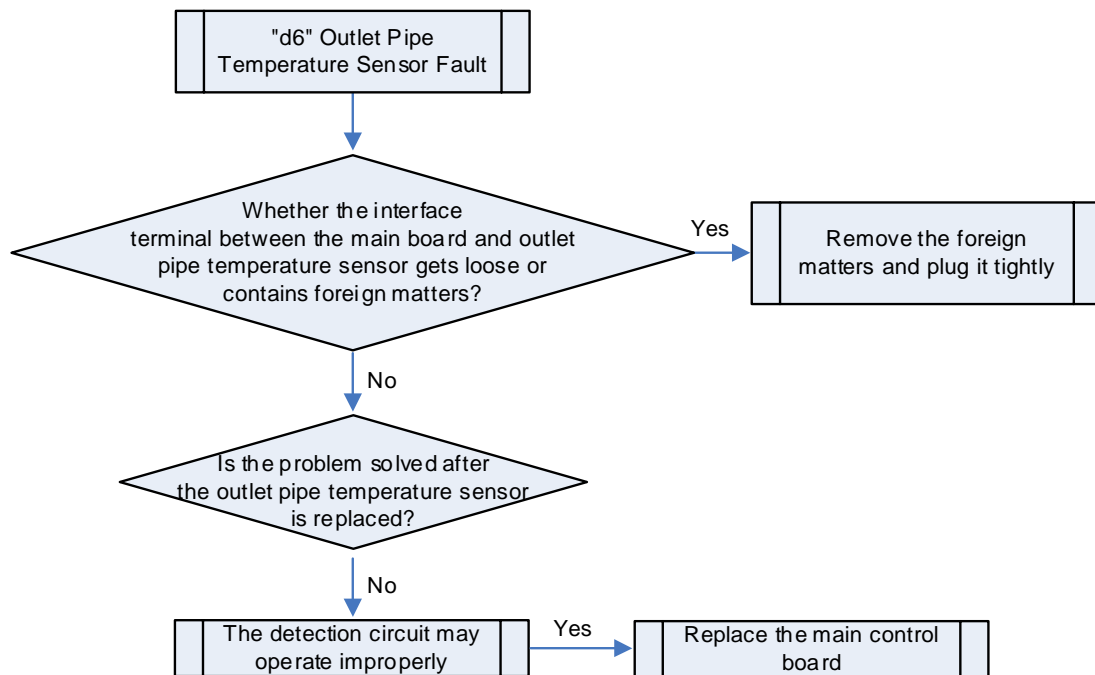 "d6" Outlet Pipe
Temperature Sensor Fault
Whether the interface
terminal between the main board and outlet
pipe temperature sensor gets loose or
contains foreign matters?
Yes
Remove the foreign
matters and plug it tightly
No
Is the problem solved after
the outlet pipe temperature sensor
is replaced?
No
The detection circuit may
operate improperly
Yes
Replace the main control
board